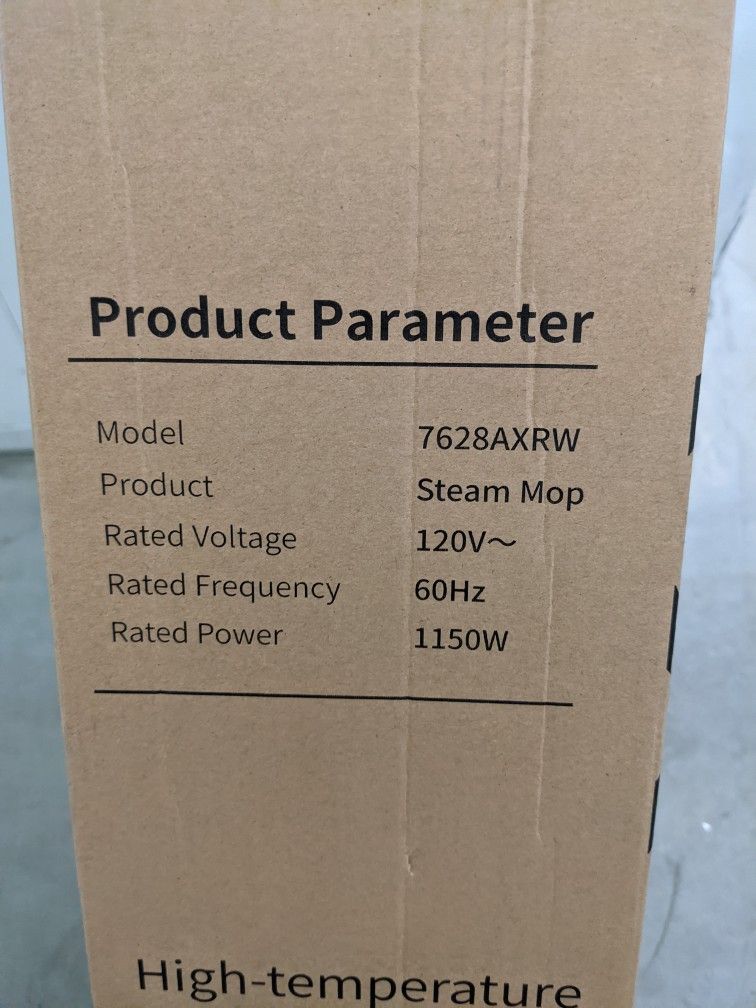 Product Parameter
Model 7628AXRW
Product Steam Mop
Rated Voltage 120V～
Rated Frequency 60Hz
Rated Power 1150W
High-temperature